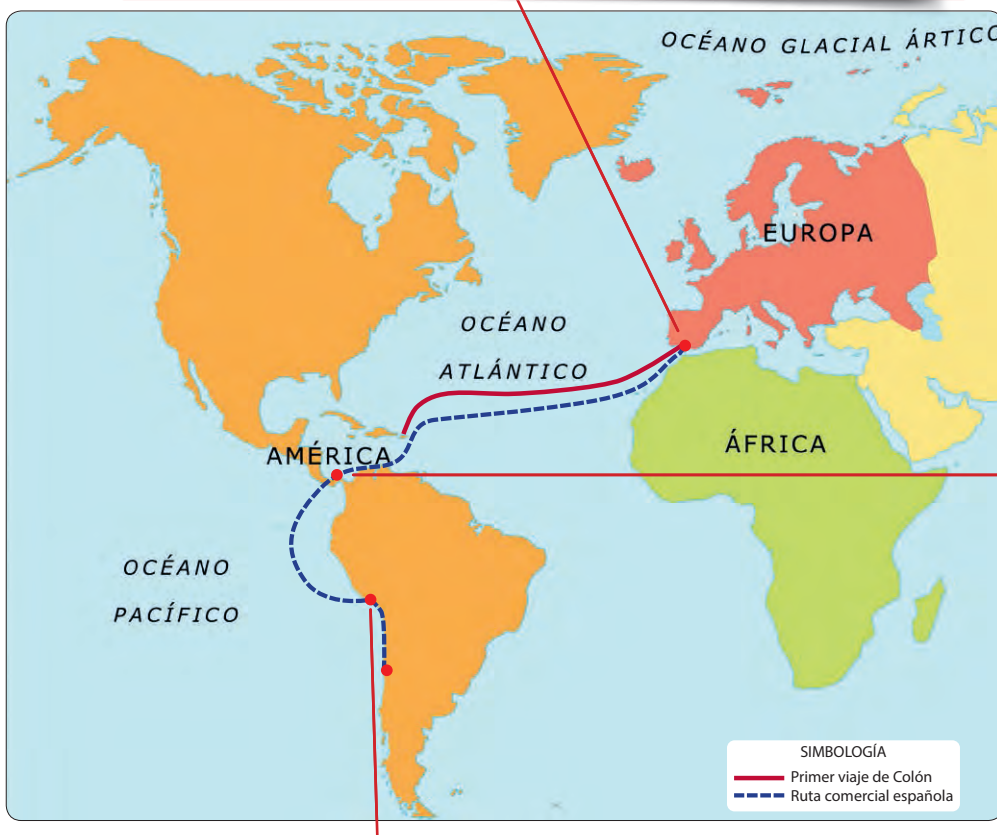 OCÉANO GLACIAL ÁRTICO
EUROPA
OCÉANO
ATLÁNTICO
AMÉRICA
ÁFRICA
OCÉANO
PACÍFICO
SIMBOLOGÍA
Primer viaje de Colón
Ruta comercial española